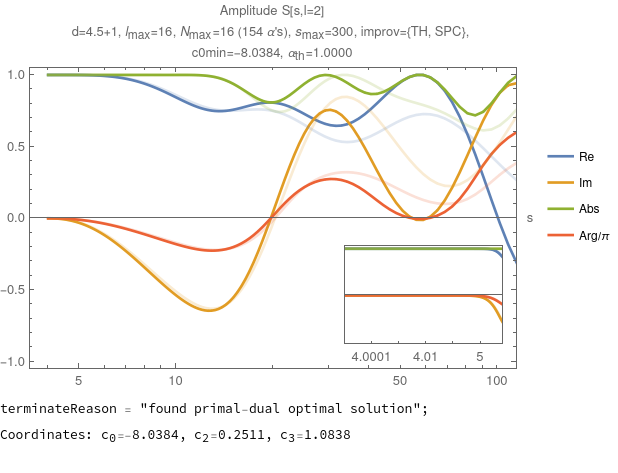 Amplitude S[s,l=2]
d=4.5+1, lmax=16, Nmax=16 (154 α's), smax=300, improv={TH, SPC},
c0min=−8.0384, αth=1.0000
1.0
0.5
0.0
−0.5
−1.0
s
Re
Im
Abs
Arg/π
4.0001 4.01 5
5 10 50 100
terminateReason = "found primal-dual optimal solution";
Coordinates: c0=-8.0384, c2=0.2511, c3=1.0838